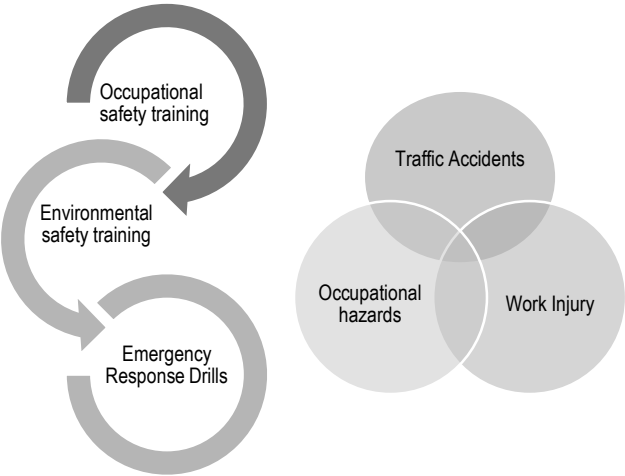 Occupational
safety training
Environmental
safety training
Emergency
Response Drills
Traffic Accidents
Occupational
hazards
Work Injury